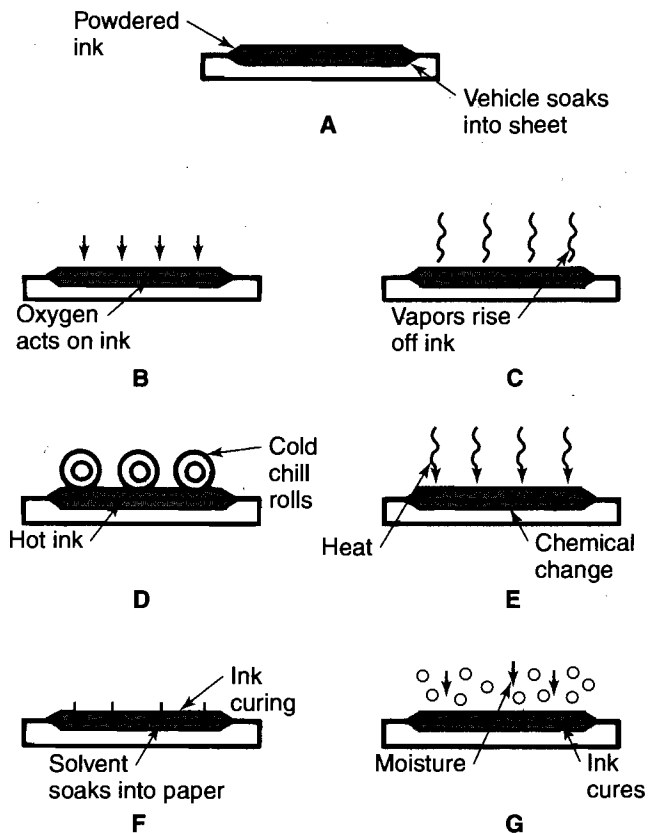 Powdered
ink
Vehicle soaks
into sheet
A
Oxygen
acts on ink
B
Vapors rise
off ink
C
Cold
chill
rolls
Hot ink
D
Heat
Chemical
change
E
Ink
curing
Solvent
soaks into paper
F
Moisture
Ink
cures
G